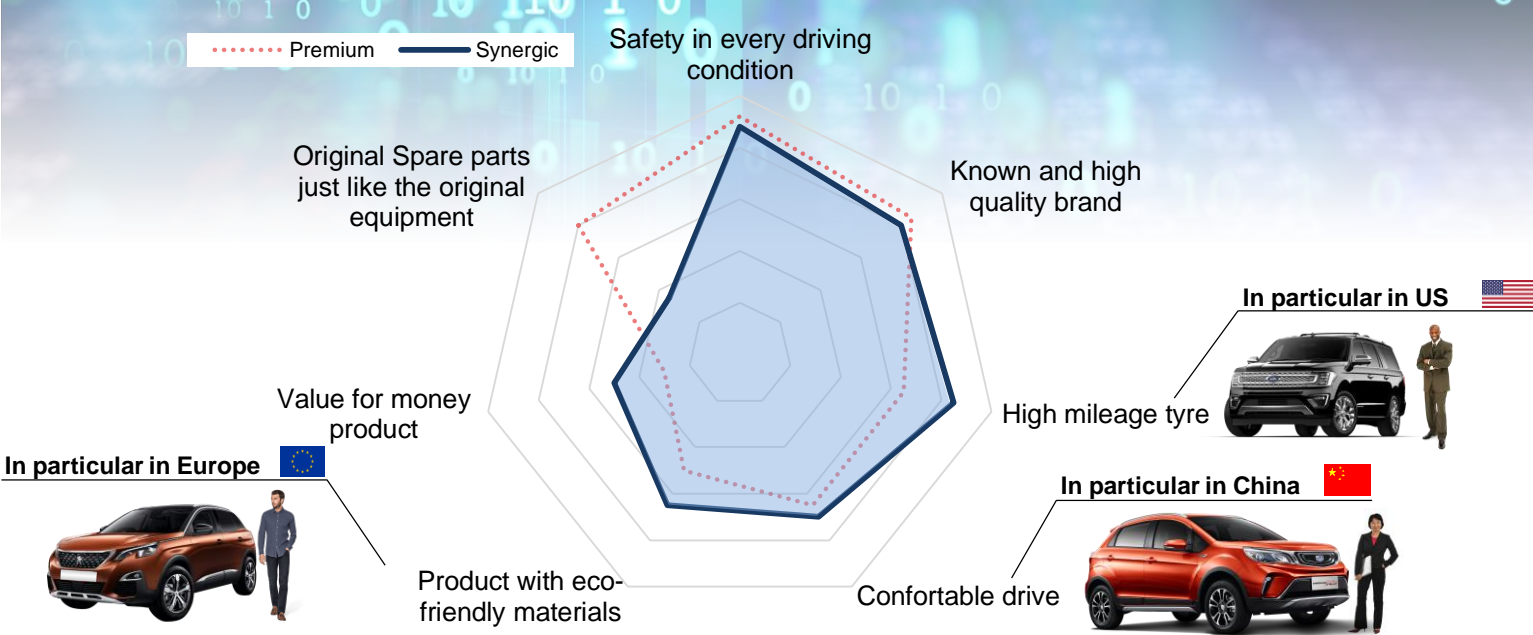 Premium
Synergic
Safety in every driving
condition
Original Spare parts
just like the original
equipment
Known and high
quality brand
In particular in US
High mileage tyre
Value for money
product
In particular in Europe
In particular in China
Product with eco-
friendly materials
Confortable drive